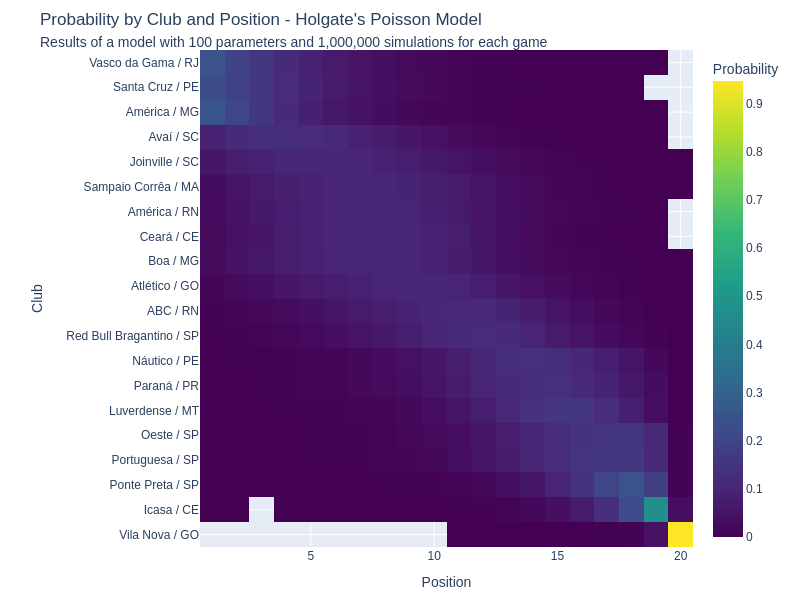 Probability by Club and Position - Holgate's Poisson Model
Results of a model with 100 parameters and 1,000,000 simulations for each game
Probability
Vasco da Gama / RJ
Santa Cruz / PE
América / MG
Avaí / SC
Joinville / SC
Sampaio Corrêa / MA
América / RN
Ceará / CE
Boa / MG
Atlético / GO
ABC / RN
Red Bull Bragantino / SP
Náutico / PE
Paraná / PR
Luverdense / MT
Oeste / SP
Portuguesa / SP
Ponte Preta / SP
Icasa / CE
Vila Nova / GO
Club
5
10
15
20
Position
0.9
0.8
0.7
0.6
0.5
0.4
0.3
0.2
0.1
0